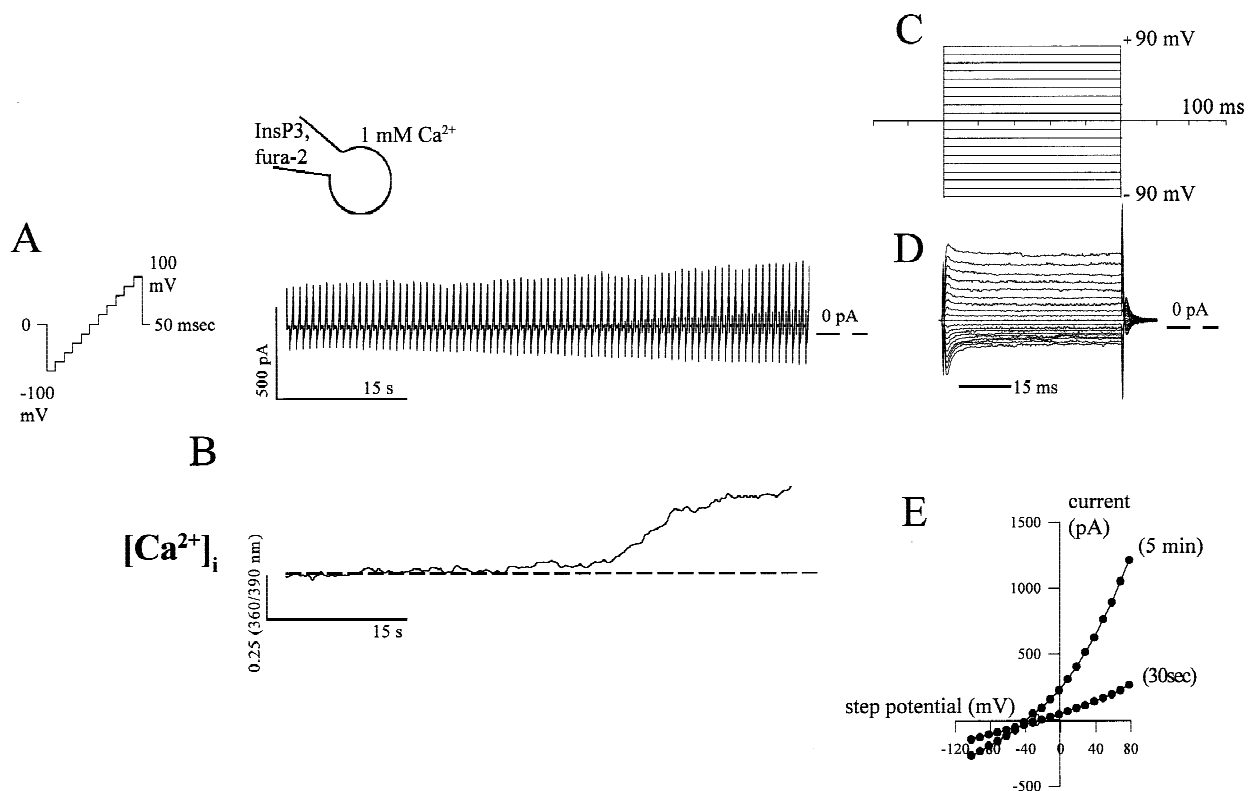 C
+ 90 mV
100 ms
- 90 mV
InsP3,
fura-2
1 mM Ca²⁺
A
100
mV
0
50 msec
-100
mV
500 pA
15 s
0 pA
D
0 pA
15 ms
B
[Ca²⁺]i
0.25 (360/390 nm)
15 s
E
current
(pA)
1500
(5 min)
1000
500
(30sec)
step potential (mV)
-120 -80 -40 0 40 80
-500